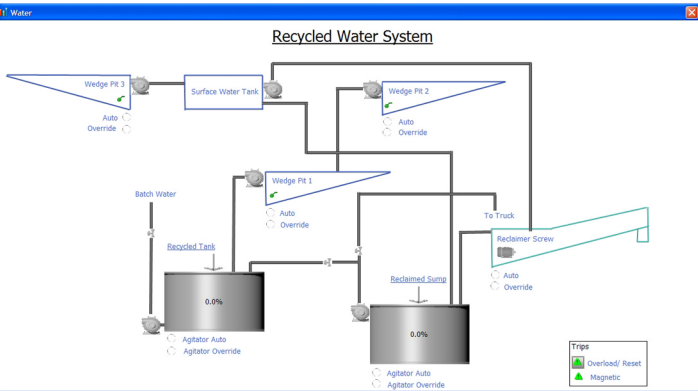 Water
Recycled Water System
Wedge Pit 3
Surface Water Tank
Wedge Pit 2
Auto
Override
Auto
Override
Wedge Pit 1
Batch Water
Auto
Override
To Truck
Reclaimer Screw
Recycled Tank
Auto
Override
Reclaimed Sump
0.0%
0.0%
Agitator Auto
Agitator Override
Trips
Overload/ Reset
Magnetic
Agitator Auto
Agitator Override